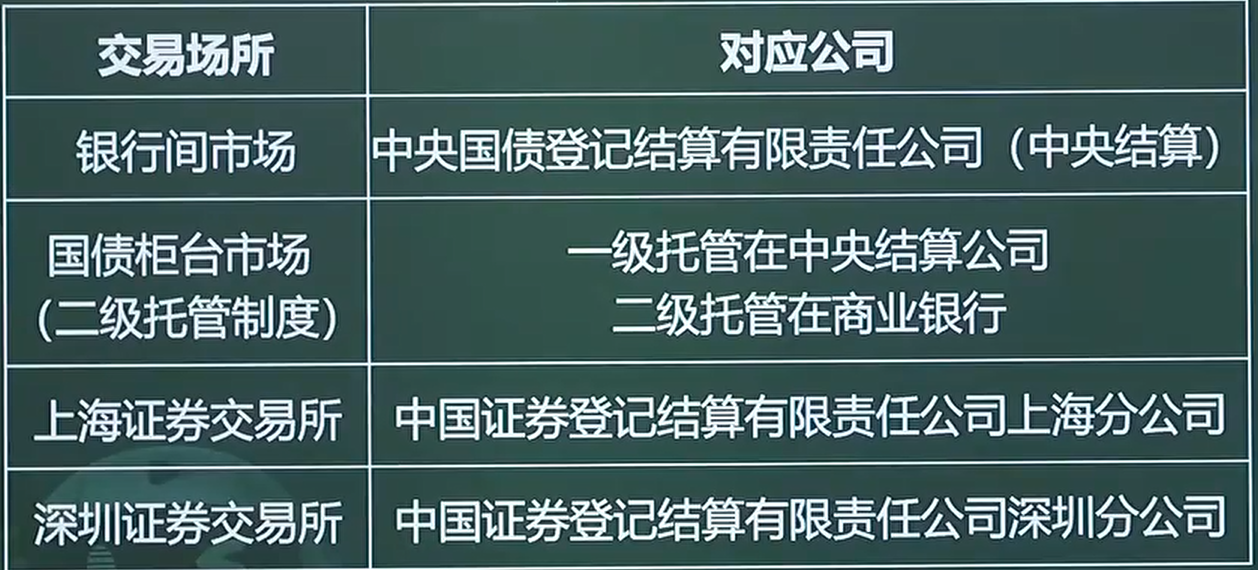 交易场所
对应公司
银行间市场
中央国债登记结算有限责任公司（中央结算）
国债柜台市场
（二级托管制度）
一级托管在中央结算公司
二级托管在商业银行
上海证券交易所
中国证券登记结算有限责任公司上海分公司
深圳证券交易所
中国证券登记结算有限责任公司深圳分公司